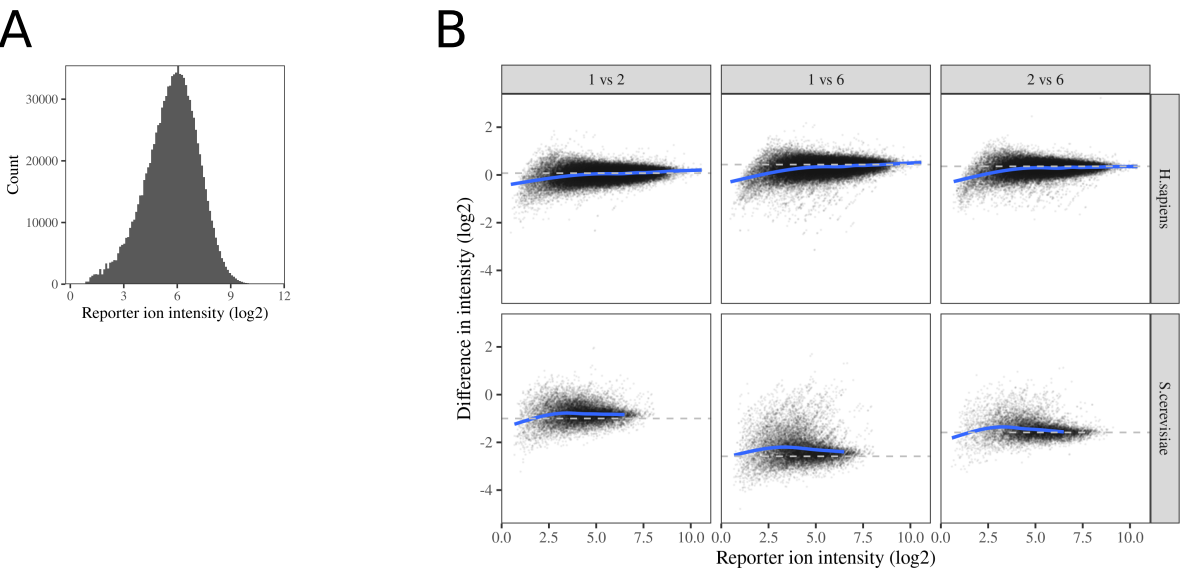 A
B
30000
20000
10000
0
Count
0 3 6 9 12
Reporter ion intensity (log2)
1 vs 2 1 vs 6 2 vs 6
2
0
-2
-4
H.sapiens
Difference in intensity (log2)
2
0
-2
-4
S.cerevisiae
0.0 2.5 5.0 7.5 10.0 0.0 2.5 5.0 7.5 10.0 0.0 2.5 5.0 7.5 10.0
Reporter ion intensity (log2)